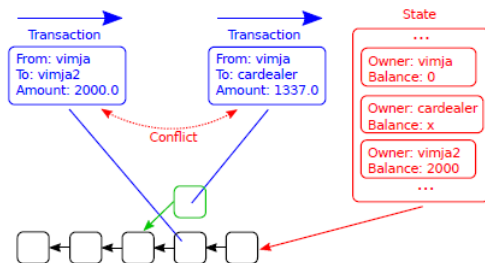 Transaction
From: vimja
To: vimja2
Amount: 2000.0
Transaction
From: vimja
To: cardealer
Amount: 1337.0
Conflict
State
...
Owner: vimja
Balance: 0
Owner: cardealer
Balance: x
Owner: vimja2
Balance: 2000
...